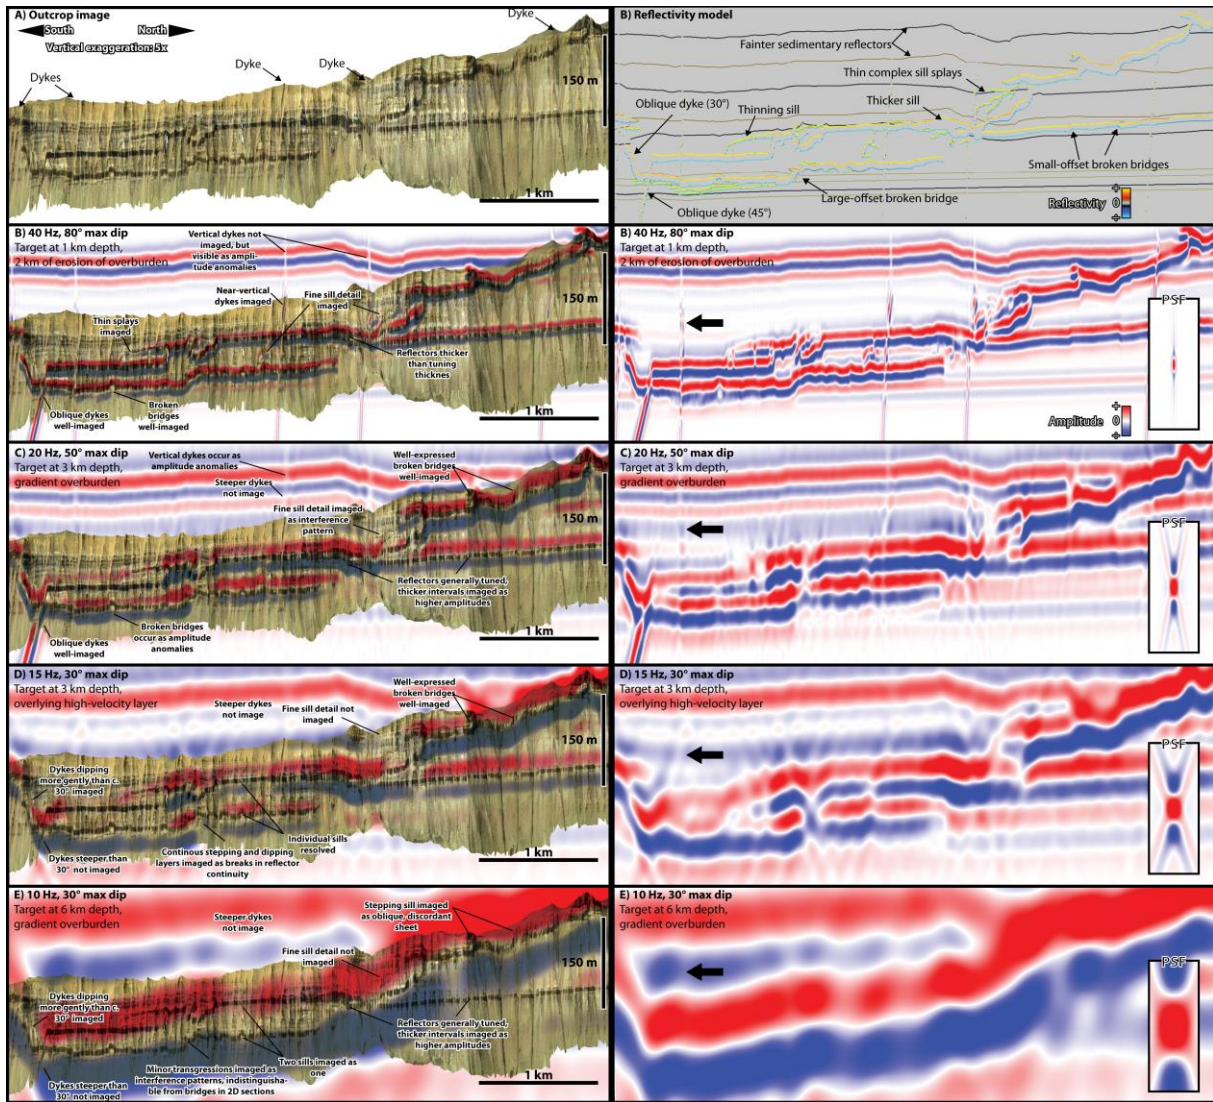 A) Outcrop image
South
North
Vertical exaggeration: 5x
Dykes
Dyke
Dyke
Dyke
150 m
1 km
B) Reflectivity model
Fainter sedimentary reflectors
Thin complex sill splays
Oblique dyke (30°)
Thinning sill
Thicker sill
Small-offset broken bridges
Large-offset broken bridge
Oblique dyke (45°)
Reflectivity
+
0
+
B) 40 Hz, 80° max dip
Target at 1 km depth,
2 km of erosion of overburden
Vertical dykes not
imaged, but
visible as ampli-
tude anomalies
Near-vertical
dykes imaged
Fine sill detail
imaged
Thin splays
imaged
Reflectors thicker
than tuning
thicknes
Oblique dykes
well-imaged
Broken
bridges
well-imaged
150 m
1 km
B) 40 Hz, 80° max dip
Target at 1 km depth,
2 km of erosion of overburden
PSF
Amplitude
+
0
+
C) 20 Hz, 50° max dip
Target at 3 km depth,
gradient overburden
Vertical dykes occur as
amplitude anomalies
Steeper dykes
not image
Well-expressed
broken bridges
well-imaged
Fine sill detail imaged
as interference
pattern
Reflectors generally tuned,
thicker intervals imaged as
higher amplitudes
Oblique dykes
well-imaged
Broken bridges
occur as amplitude
anomalies
150 m
1 km
C) 20 Hz, 50° max dip
Target at 3 km depth,
gradient overburden
PSF
D) 15 Hz, 30° max dip
Target at 3 km depth,
overlying high-velocity layer
Steeper dykes
not image
Fine sill detail not
imaged
Well-expressed
broken bridges
well-imaged
Dykes dipping
more gently than c.
30° imaged
Dykes steeper than
30° not imaged
Continous stepping and dipping
layers imaged as breaks in reflector
continuity
Individual sills
resolved
150 m
1 km
D) 15 Hz, 30° max dip
Target at 3 km depth,
overlying high-velocity layer
PSF
E) 10 Hz, 30° max dip
Target at 6 km depth,
gradient overburden
Steeper dykes
not image
Stepping sill imaged
as oblique, discordant
sheet
Fine sill detail not
imaged
Dykes dipping
more gently than c.
30° imaged
Reflectors generally tuned,
thicker intervals imaged as
higher amplitudes
Two sills imaged as
one
Minor transgressions imaged as
interference patterns, indistinguisha-
ble from bridges in 2D sections
Dykes steeper than
30° not imaged
150 m
1 km
E) 10 Hz, 30° max dip
Target at 6 km depth,
gradient overburden
PSF